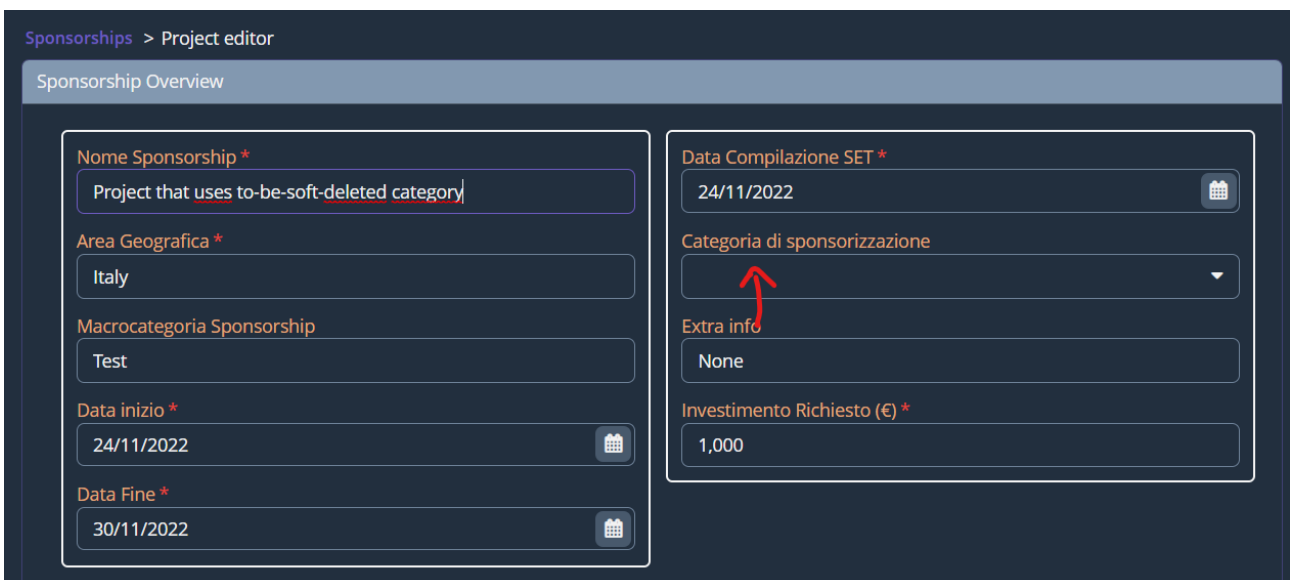 Sponsorships > Project editor
Sponsorship Overview
Nome Sponsorship *
Project that uses to-be-soft-deleted category
Area Geografica *
Italy
Macrocategoria Sponsorship
Test
Data inizio *
24/11/2022
Data Fine *
30/11/2022
Data Compilazione SET *
24/11/2022
Categoria di sponsorizzazione
Extra info
None
Investimento Richiesto (€) *
1,000